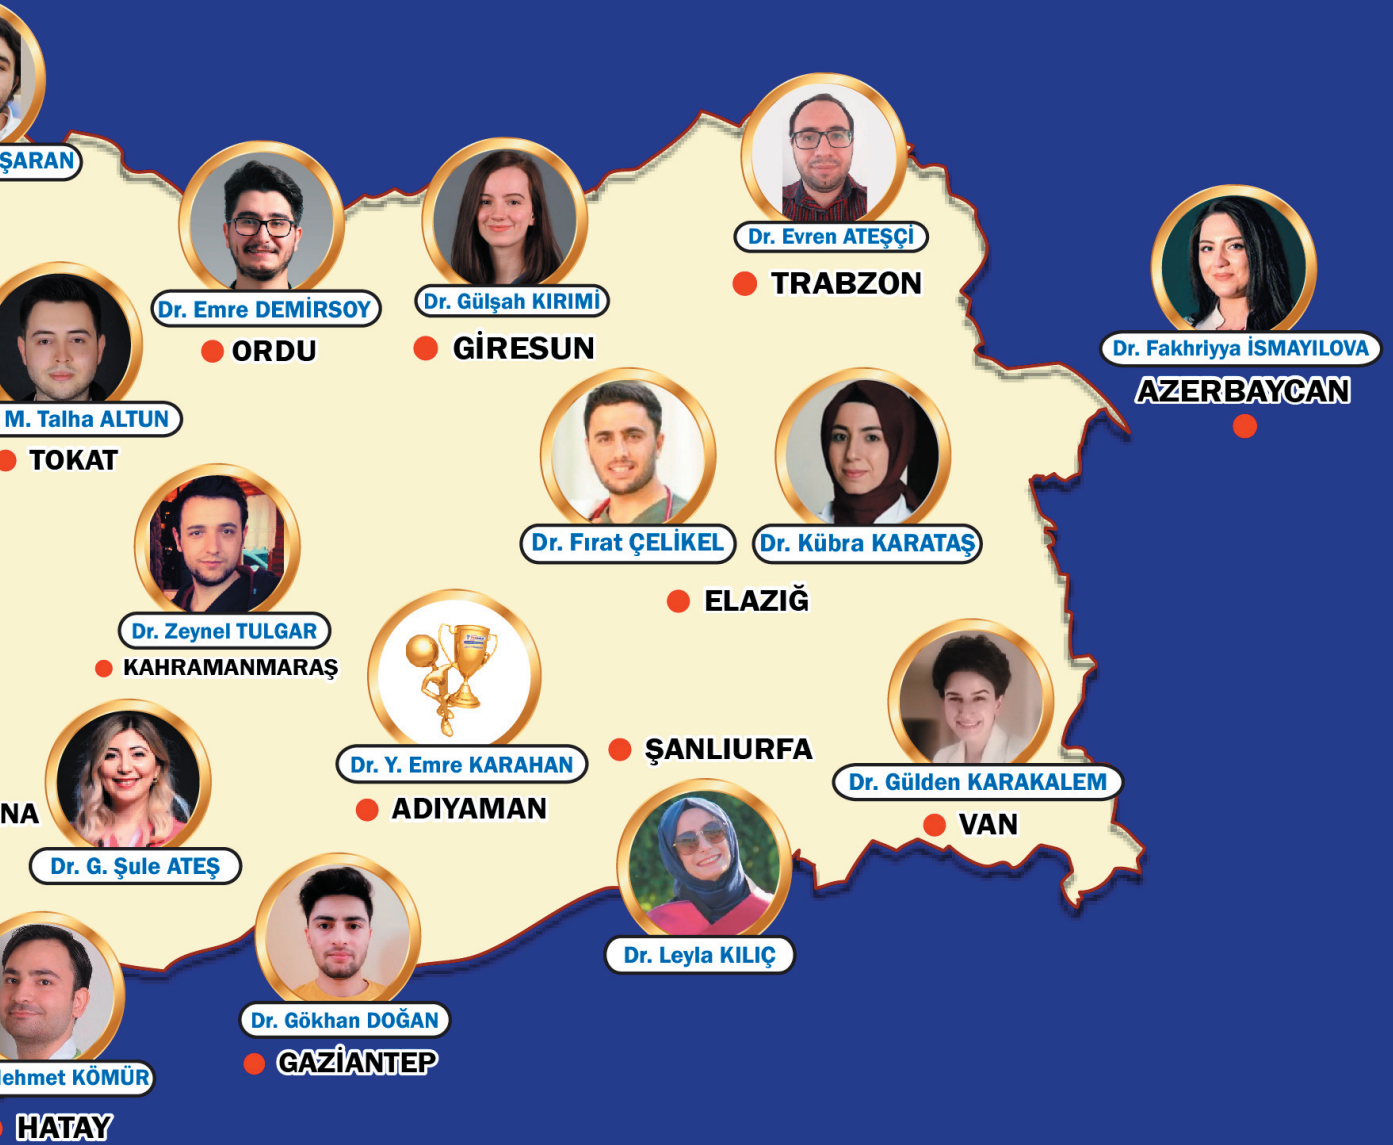 ŞARAN
Dr. Emre DEMİRSOY
ORDU
Dr. Gülşah KIRIMİ
GİRESUN
Dr. Evren ATEŞÇİ
TRABZON
Dr. Fakhriyya İSMAYILOVA
AZERBAYCAN
M. Talha ALTUN
TOKAT
Dr. Fırat ÇELİKEL
Dr. Kübra KARATAŞ
ELAZIĞ
Dr. Zeynel TULGAR
KAHRAMANMARAŞ
Dr. Y. Emre KARAHAN
ADIYAMAN
ŞANLIURFA
Dr. Leyla KILIÇ
Dr. Gülden KARAKALEM
VAN
NA
Dr. G. Şule ATEŞ
Dr. Gökhan DOĞAN
GAZİANTEP
ehmet KÖMÜR
HATAY